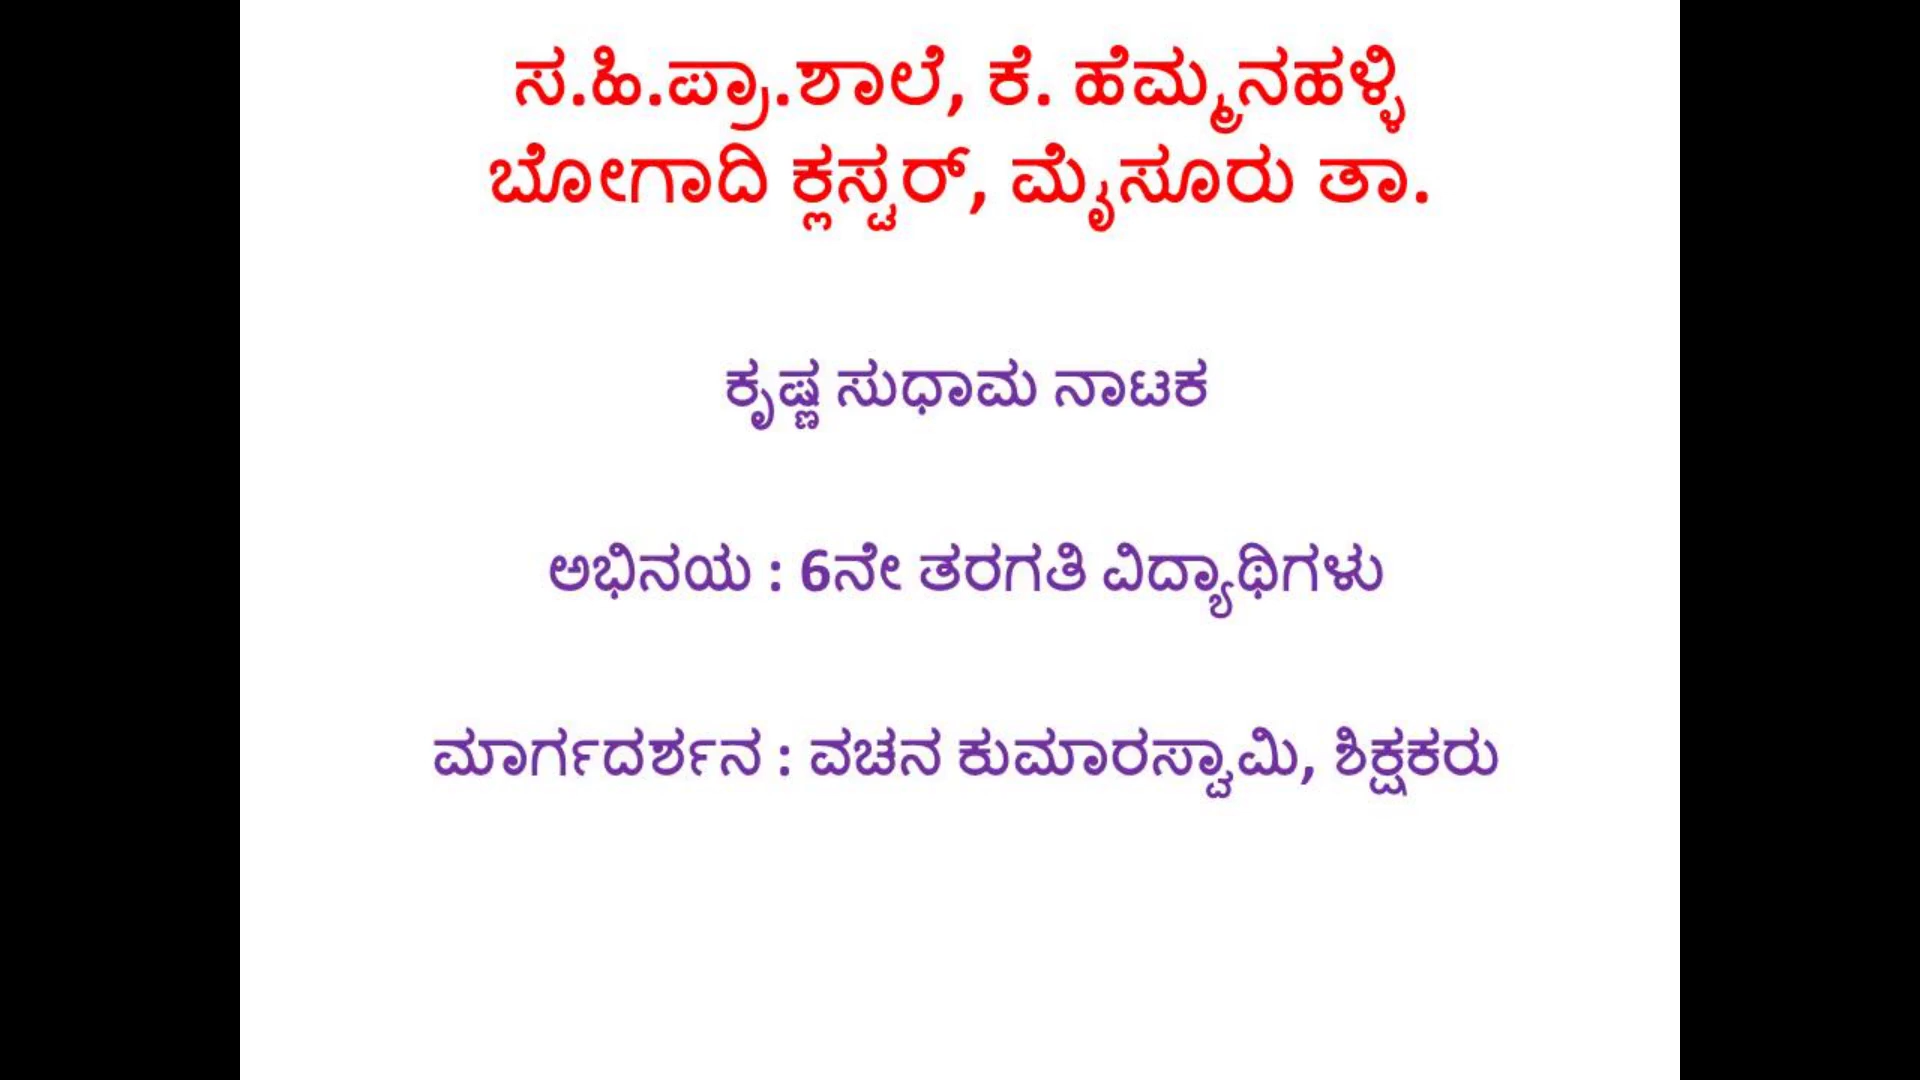 ಸ.ಹಿ.ಪ್ರಾ.ಶಾಲೆ, ಕೆ. ಹೆಮ್ಮನಹಳ್ಳಿ
ಬೋಗಾದಿ ಕ್ಲಸ್ಟರ್, ಮೈಸೂರು ತಾ.
ಕೃಷ್ಣ ಸುಧಾಮ ನಾಟಕ
ಅಭಿನಯ : 6ನೇ ತರಗತಿ ವಿದ್ಯಾಥಿಗಳು
ಮಾರ್ಗದರ್ಶನ : ವಚನ ಕುಮಾರಸ್ವಾಮಿ, ಶಿಕ್ಷಕರು